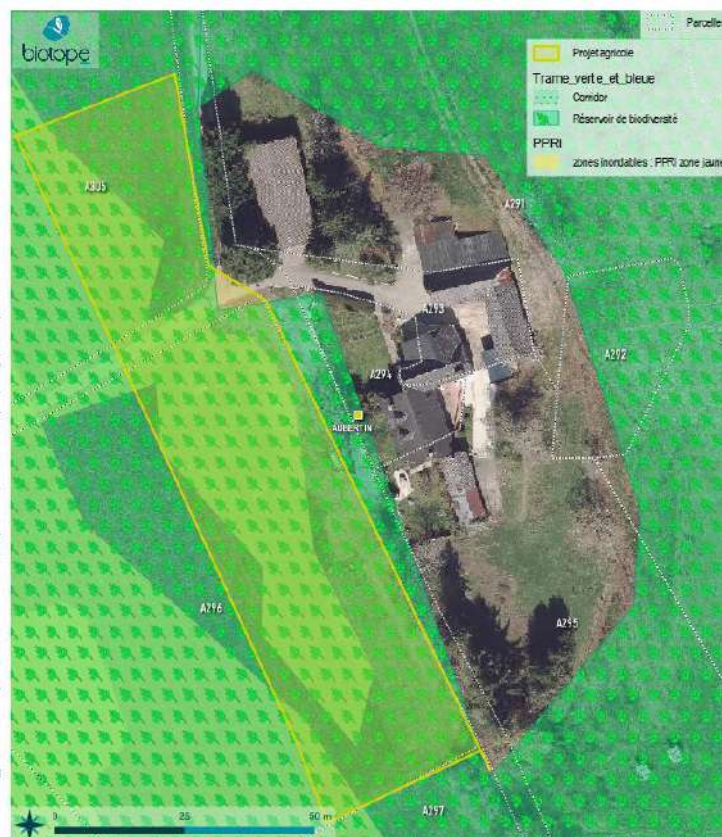 biotope
Parcelle
Projet agricole
Trame_verte_et_bleue
Corridor
Réservoir de biodiversité
PPRI
zones inondables : PPRI zone jaune
A305
A291
A293
A292
A294
AUBERTIN
A296
A295
A297
0 25 50 m